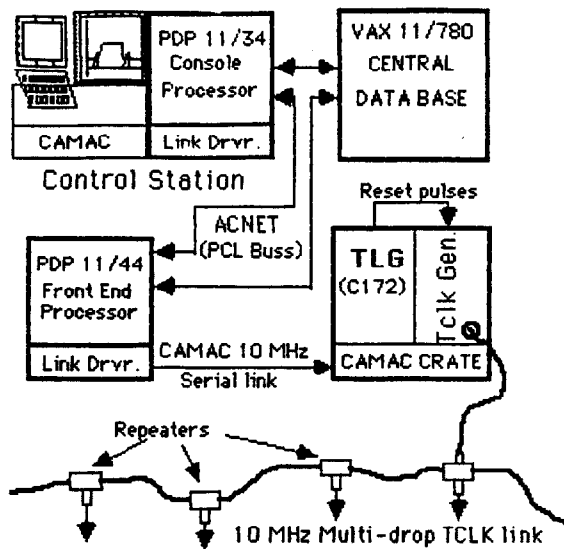 PDP 11/34
Console
Processor
CAMAC
Link Drvr.
Control Station
VAX 11/780
CENTRAL
DATA BASE
Reset pulses
ACNET
(PCL Buss)
TLG
(C172)
Tclk Gen.
CAMAC CRATE
PDP 11/44
Front End
Processor
Link Drvr.
CAMAC 10 MHz
Serial link
Repeaters
10 MHz Multi-drop TCLK link